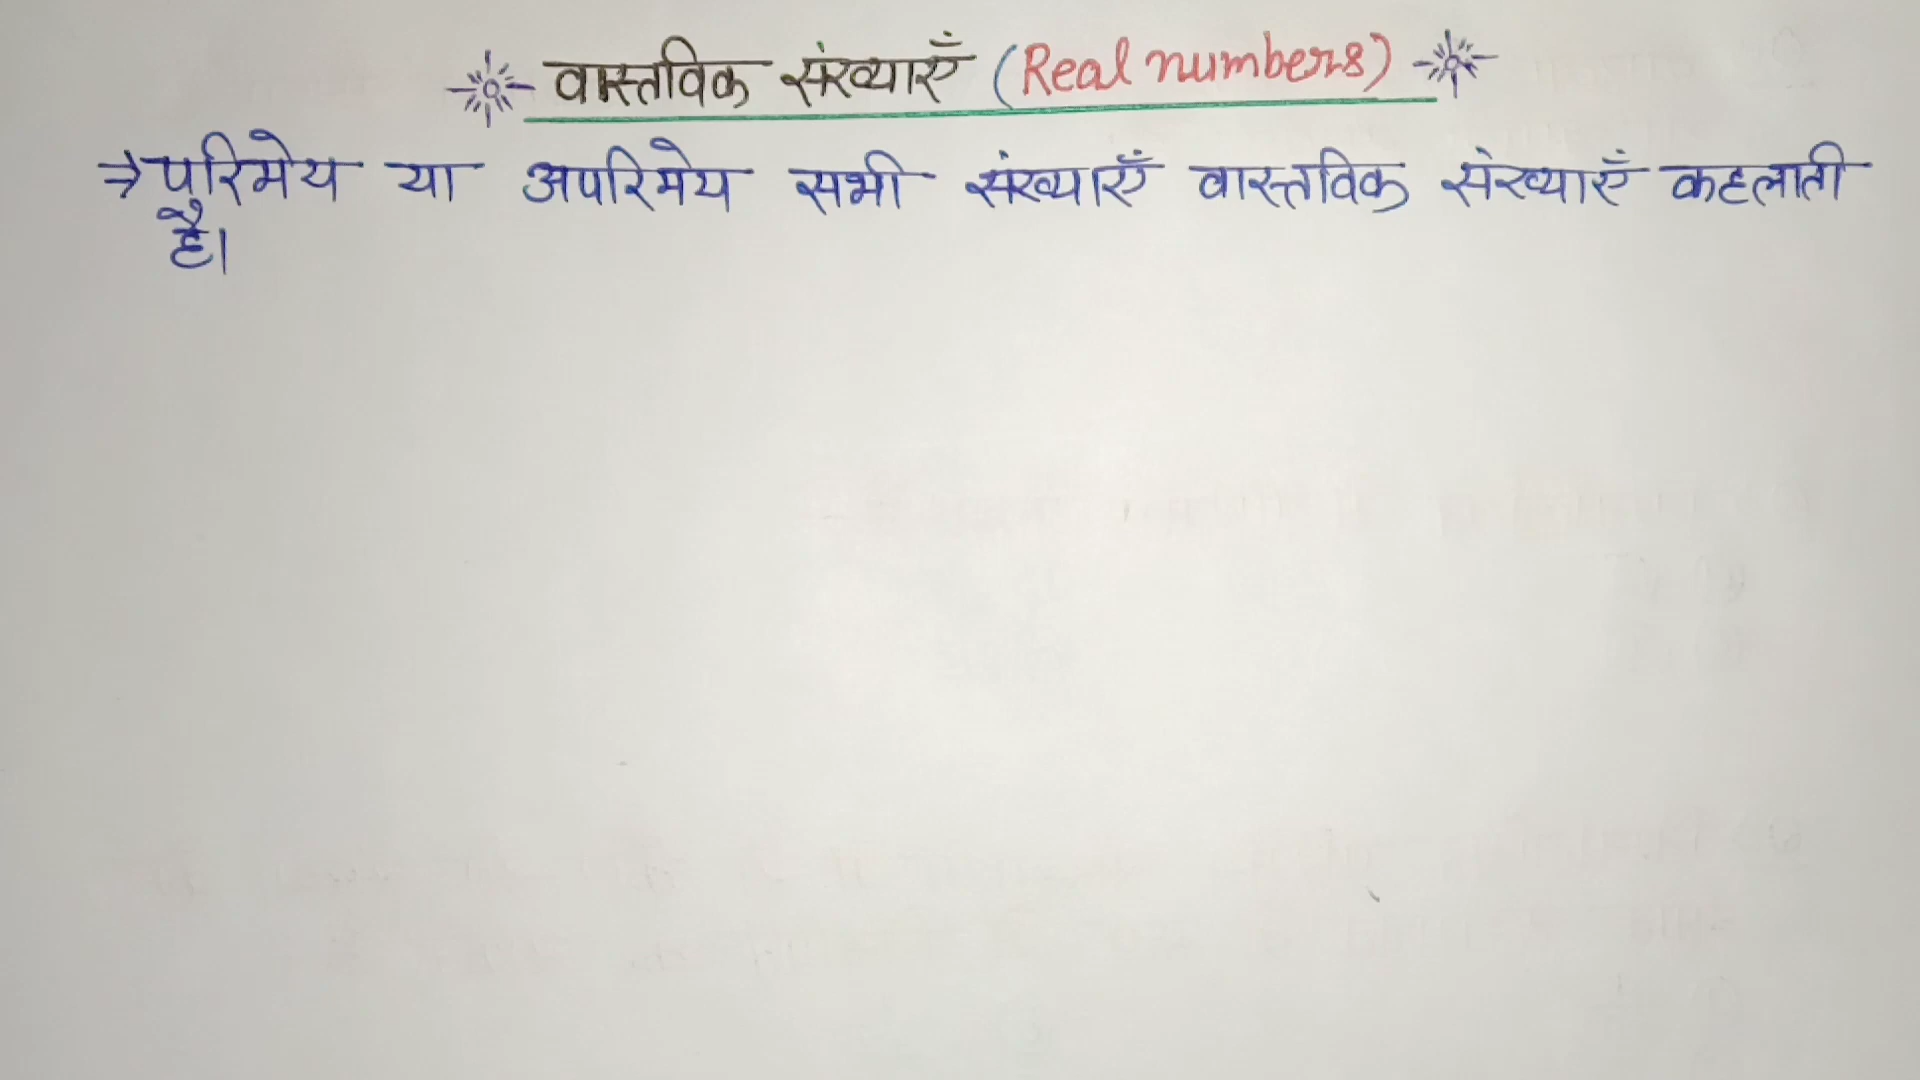 वास्तविक संख्याएँ (Real numbers)
→ परिमेय या अपरिमेय सभी संख्याएँ वास्तविक संख्याएँ कहलाती
है।